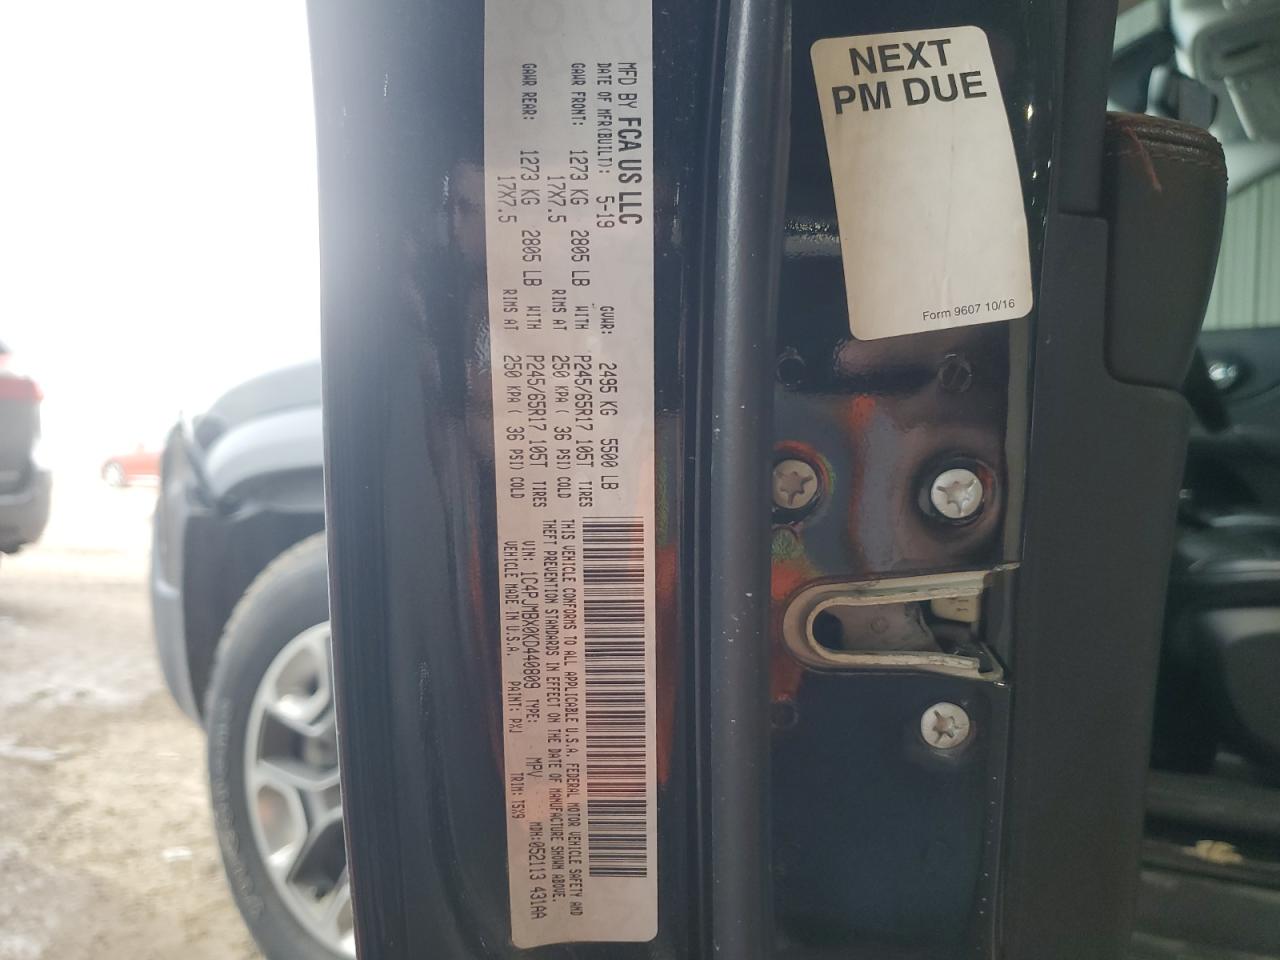 MFD BY FCA US LLC
DATE OF MFR(BUILT): 5-19 GVWR: 2495 KG 5500 LB
GAWR FRONT: 1273 KG 2805 LB WITH P245/65R17 105T TIRES
17X7.5 RIMS AT 250 KPA ( 36 PSI) COLD
GAWR REAR: 1273 KG 2805 LB WITH P245/65R17 105T TIRES
17X7.5 RIMS AT 250 KPA ( 36 PSI) COLD
THIS VEHICLE CONFORMS TO ALL APPLICABLE U.S.A. FEDERAL MOTOR VEHICLE SAFETY AND
THEFT PREVENTION STANDARDS IN EFFECT ON THE DATE OF MANUFACTURE SHOWN ABOVE.
VIN: 1C4PJMBX0KD440809 TYPE: MPV MDH:052113 431AA
VEHICLE MADE IN U.S.A. PAINT: PXJ TRIM: T5X9
NEXT
PM DUE
Form 9607 10/16